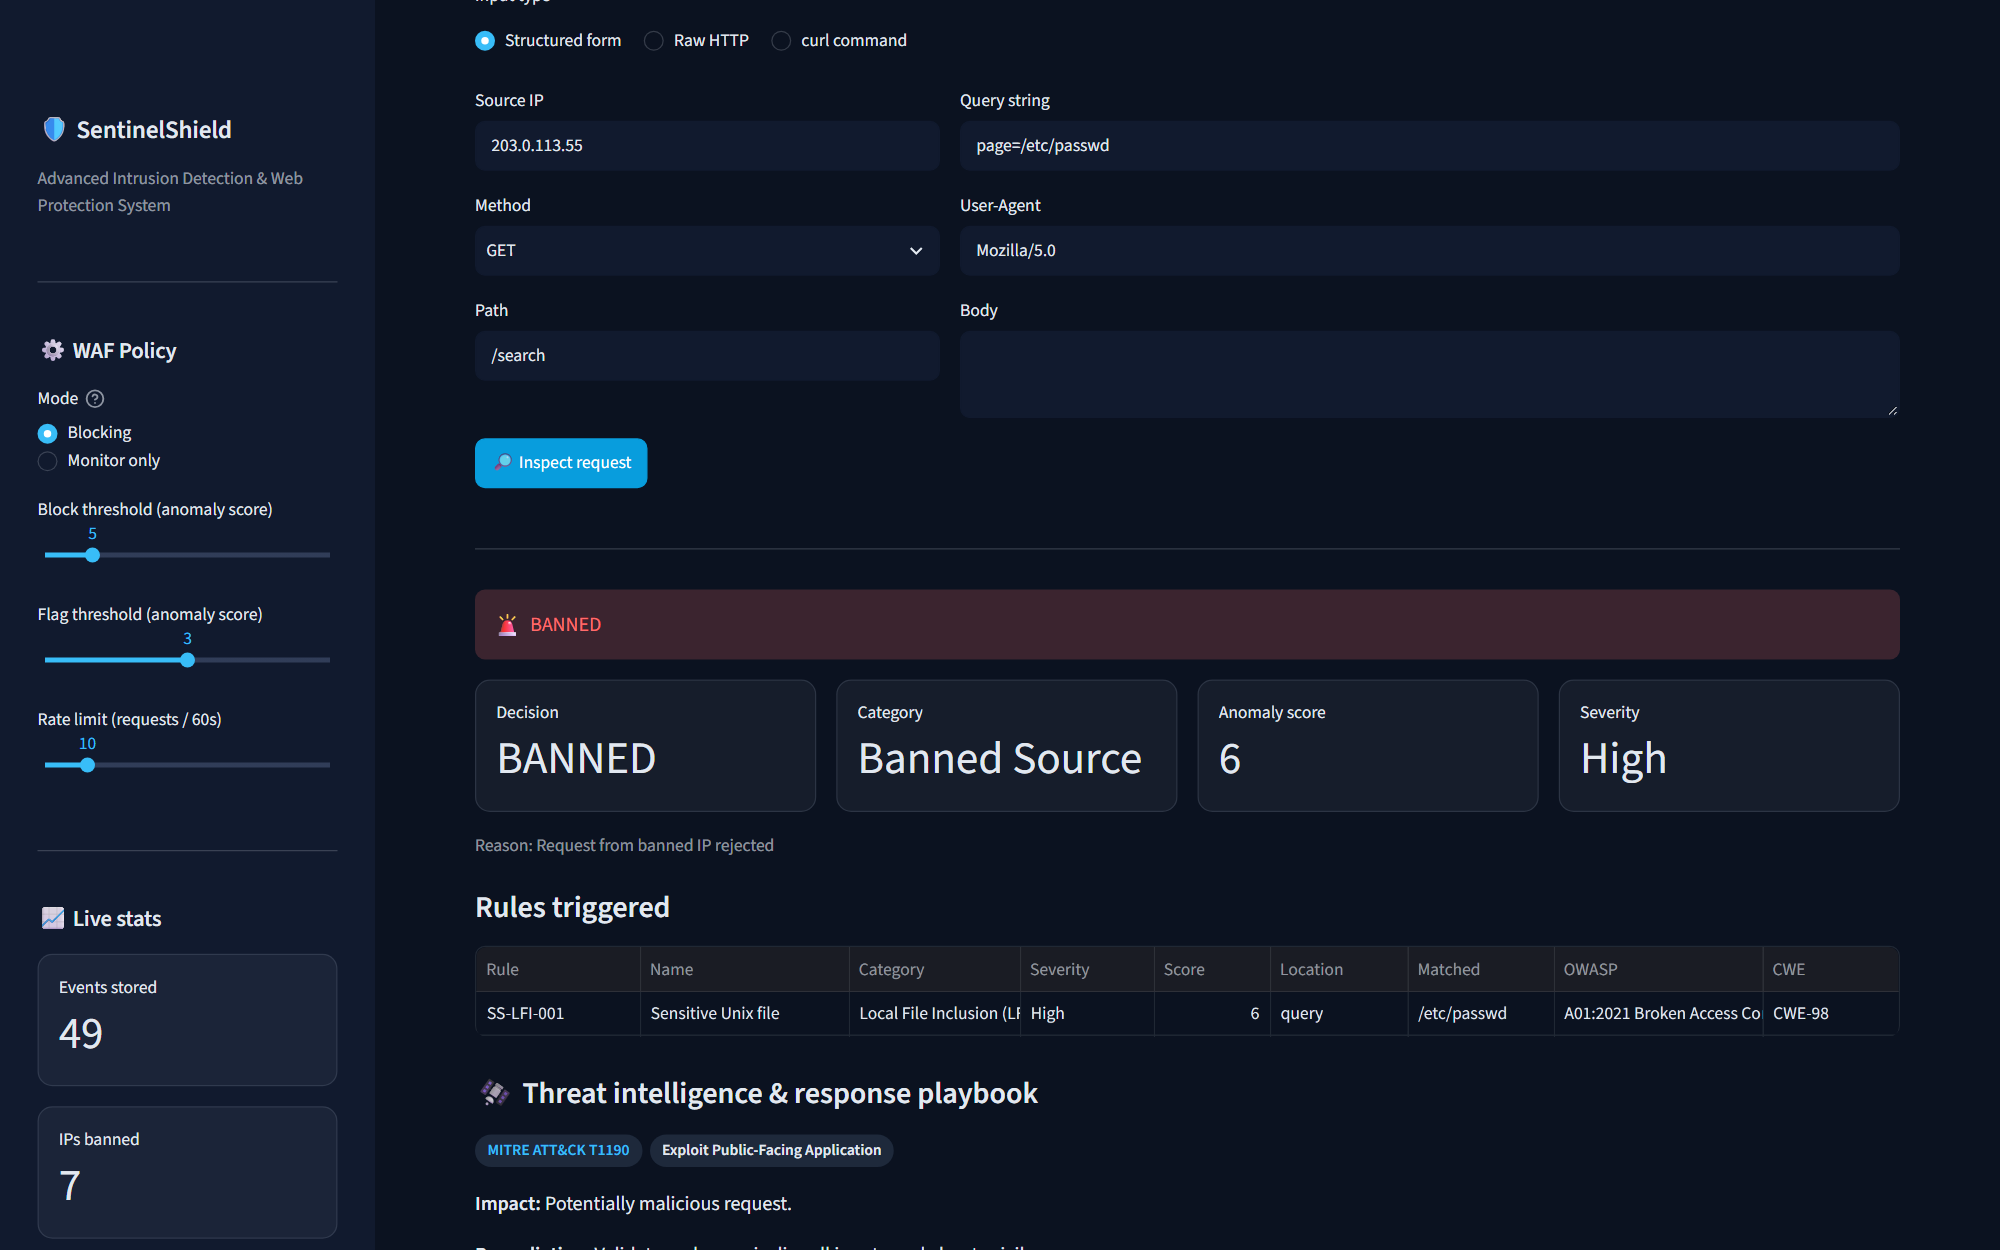 SentinelShield
Advanced Intrusion Detection & Web
Protection System
WAF Policy
Mode
Blocking
Monitor only
Block threshold (anomaly score)
5
Flag threshold (anomaly score)
3
Rate limit (requests / 60s)
10
Live stats
Events stored
49
IPs banned
7
Structured form Raw HTTP curl command
Source IP Query string
203.0.113.55 page=/etc/passwd
Method User-Agent
GET Mozilla/5.0
Path Body
/search
Inspect request
BANNED
Decision Category Anomaly score Severity
BANNED Banned Source 6 High
Reason: Request from banned IP rejected
Rules triggered
Rule Name Category Severity Score Location Matched OWASP CWE
SS-LFI-001 Sensitive Unix file Local File Inclusion (LF High 6 query /etc/passwd A01:2021 Broken Access Co CWE-98
Threat intelligence & response playbook
MITRE ATT&CK T1190 Exploit Public-Facing Application
Impact: Potentially malicious request.